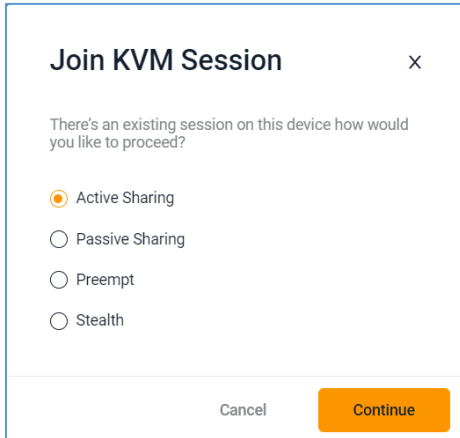 Join KVM Session
X
There's an existing session on this device how would
you like to proceed?
Active Sharing
Passive Sharing
Preempt
Stealth
Cancel
Continue